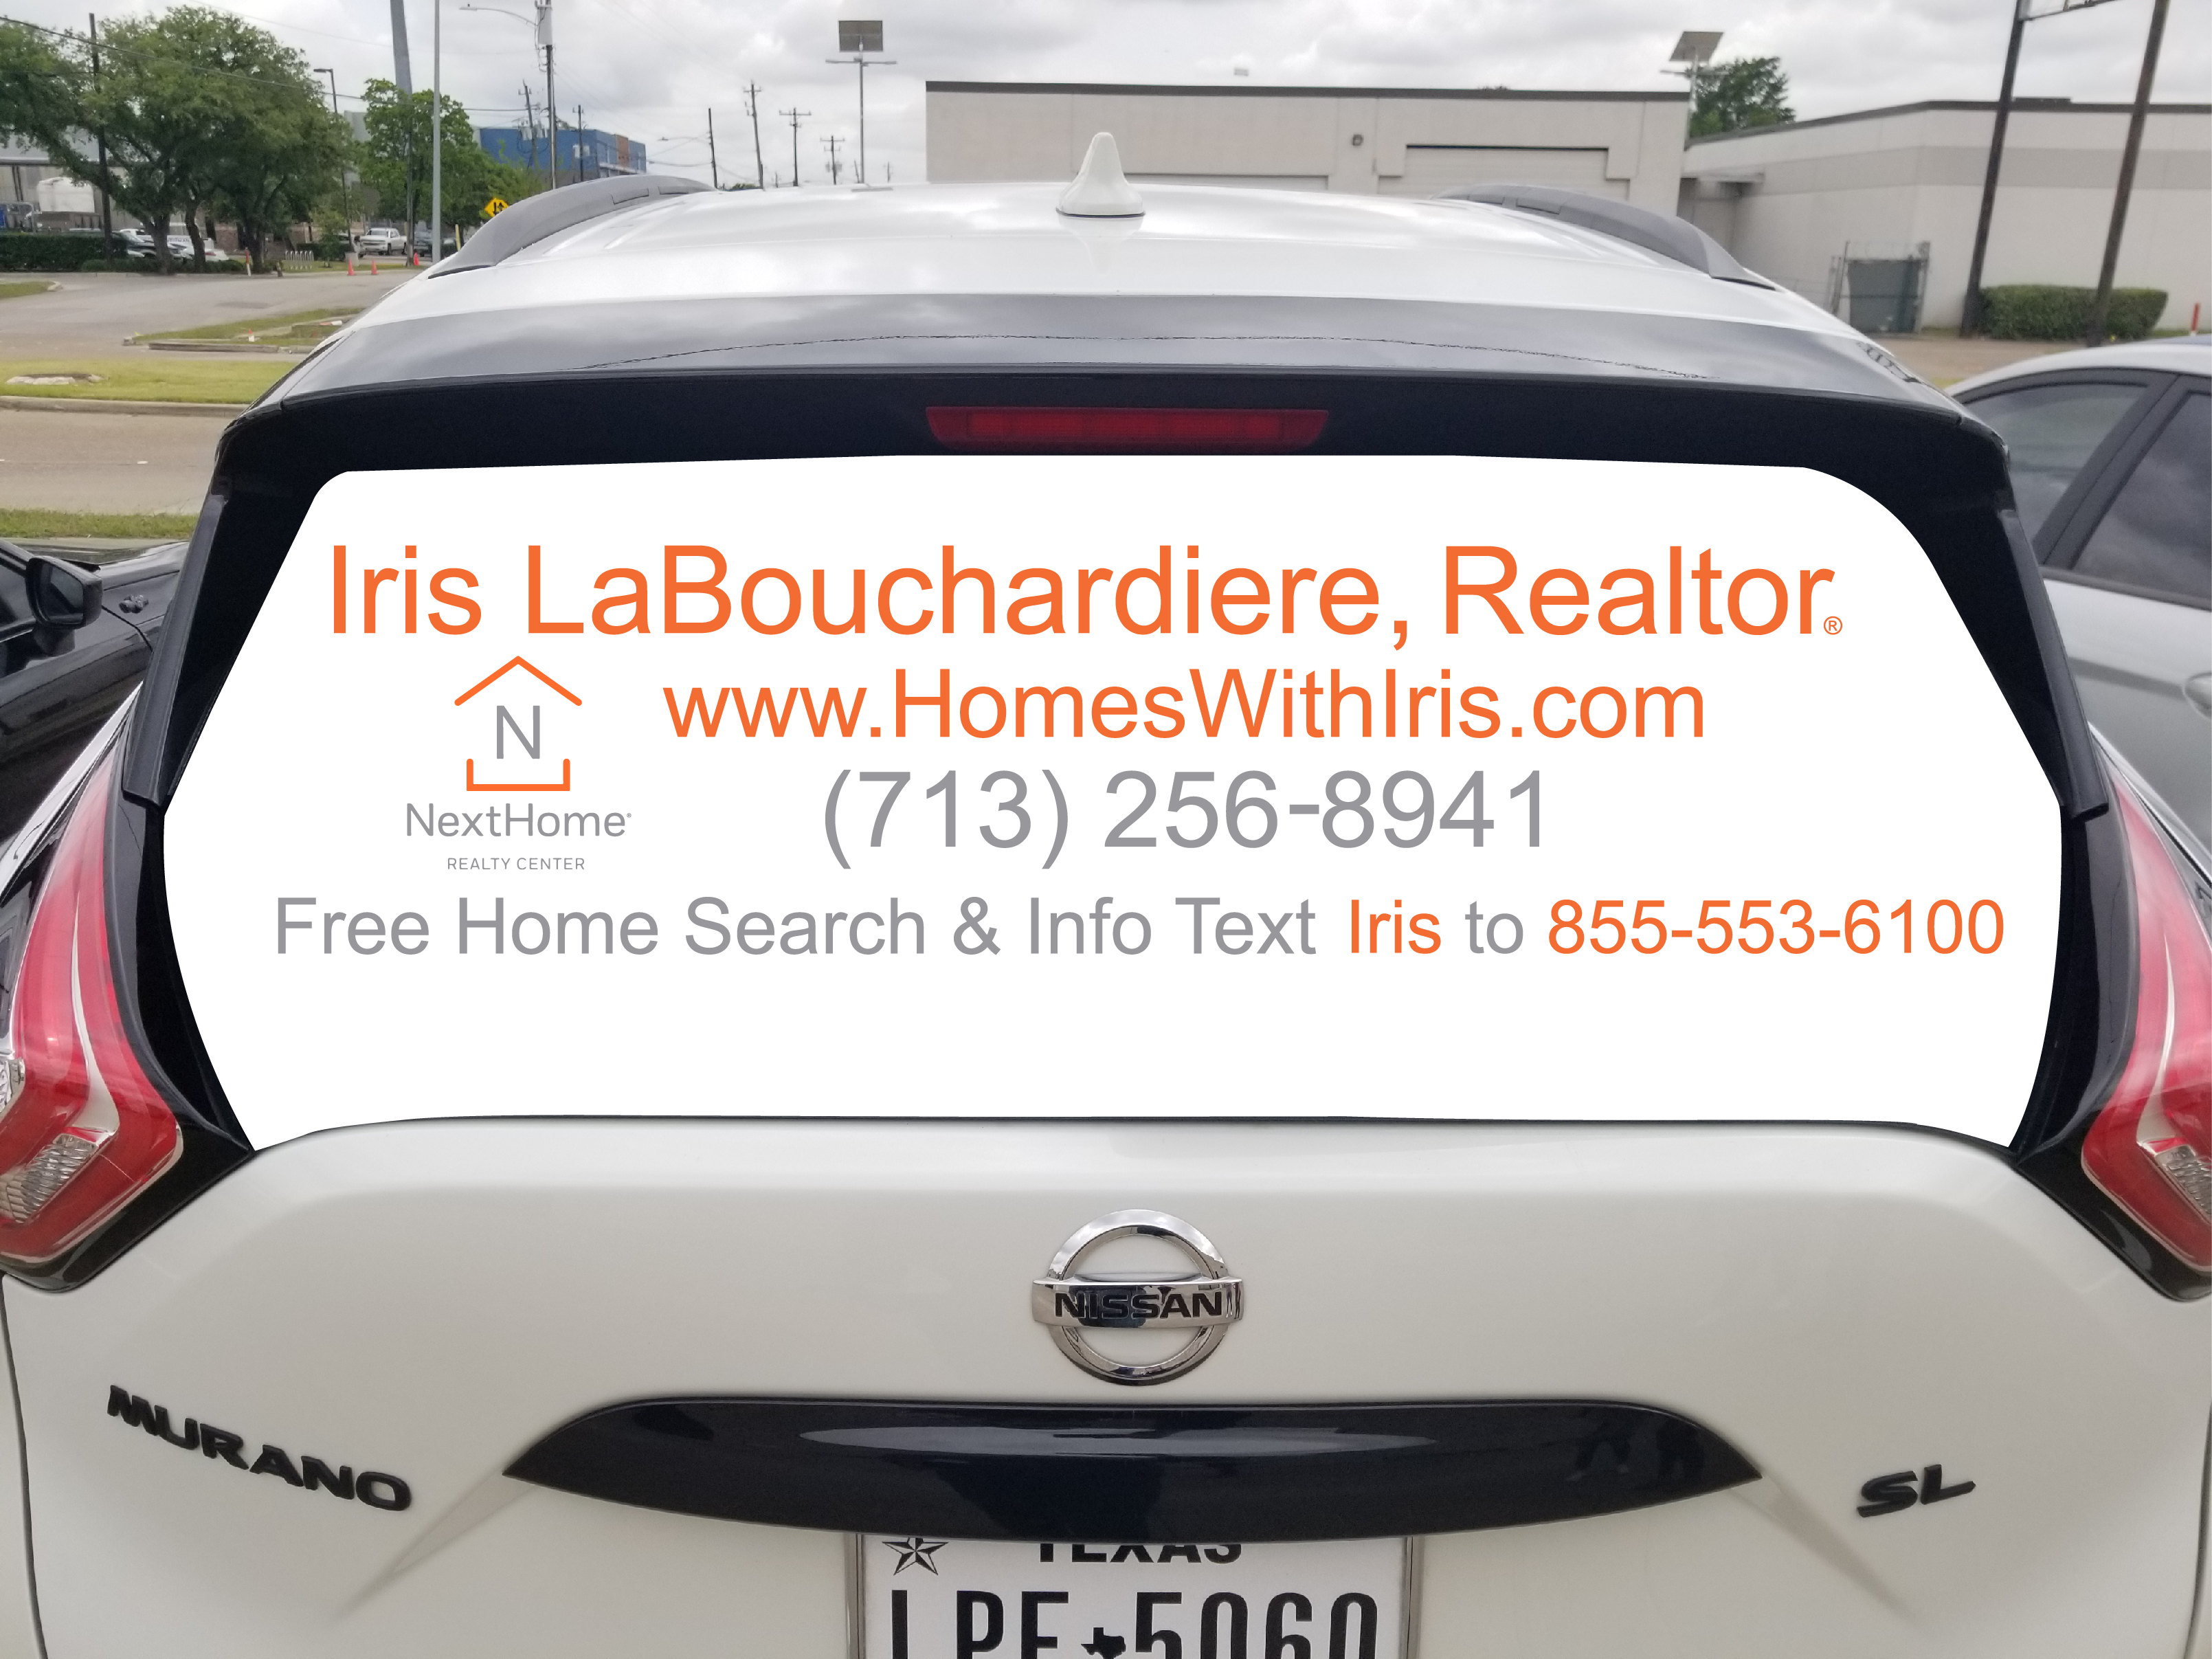 Iris LaBouchardiere, Realtor®
www.HomesWithIris.com
N
NextHome
REALTY CENTER
(713) 256-8941
Free Home Search & Info Text Iris to 855-553-6100
NISSAN
MURANO
SL
TEXAS
5060